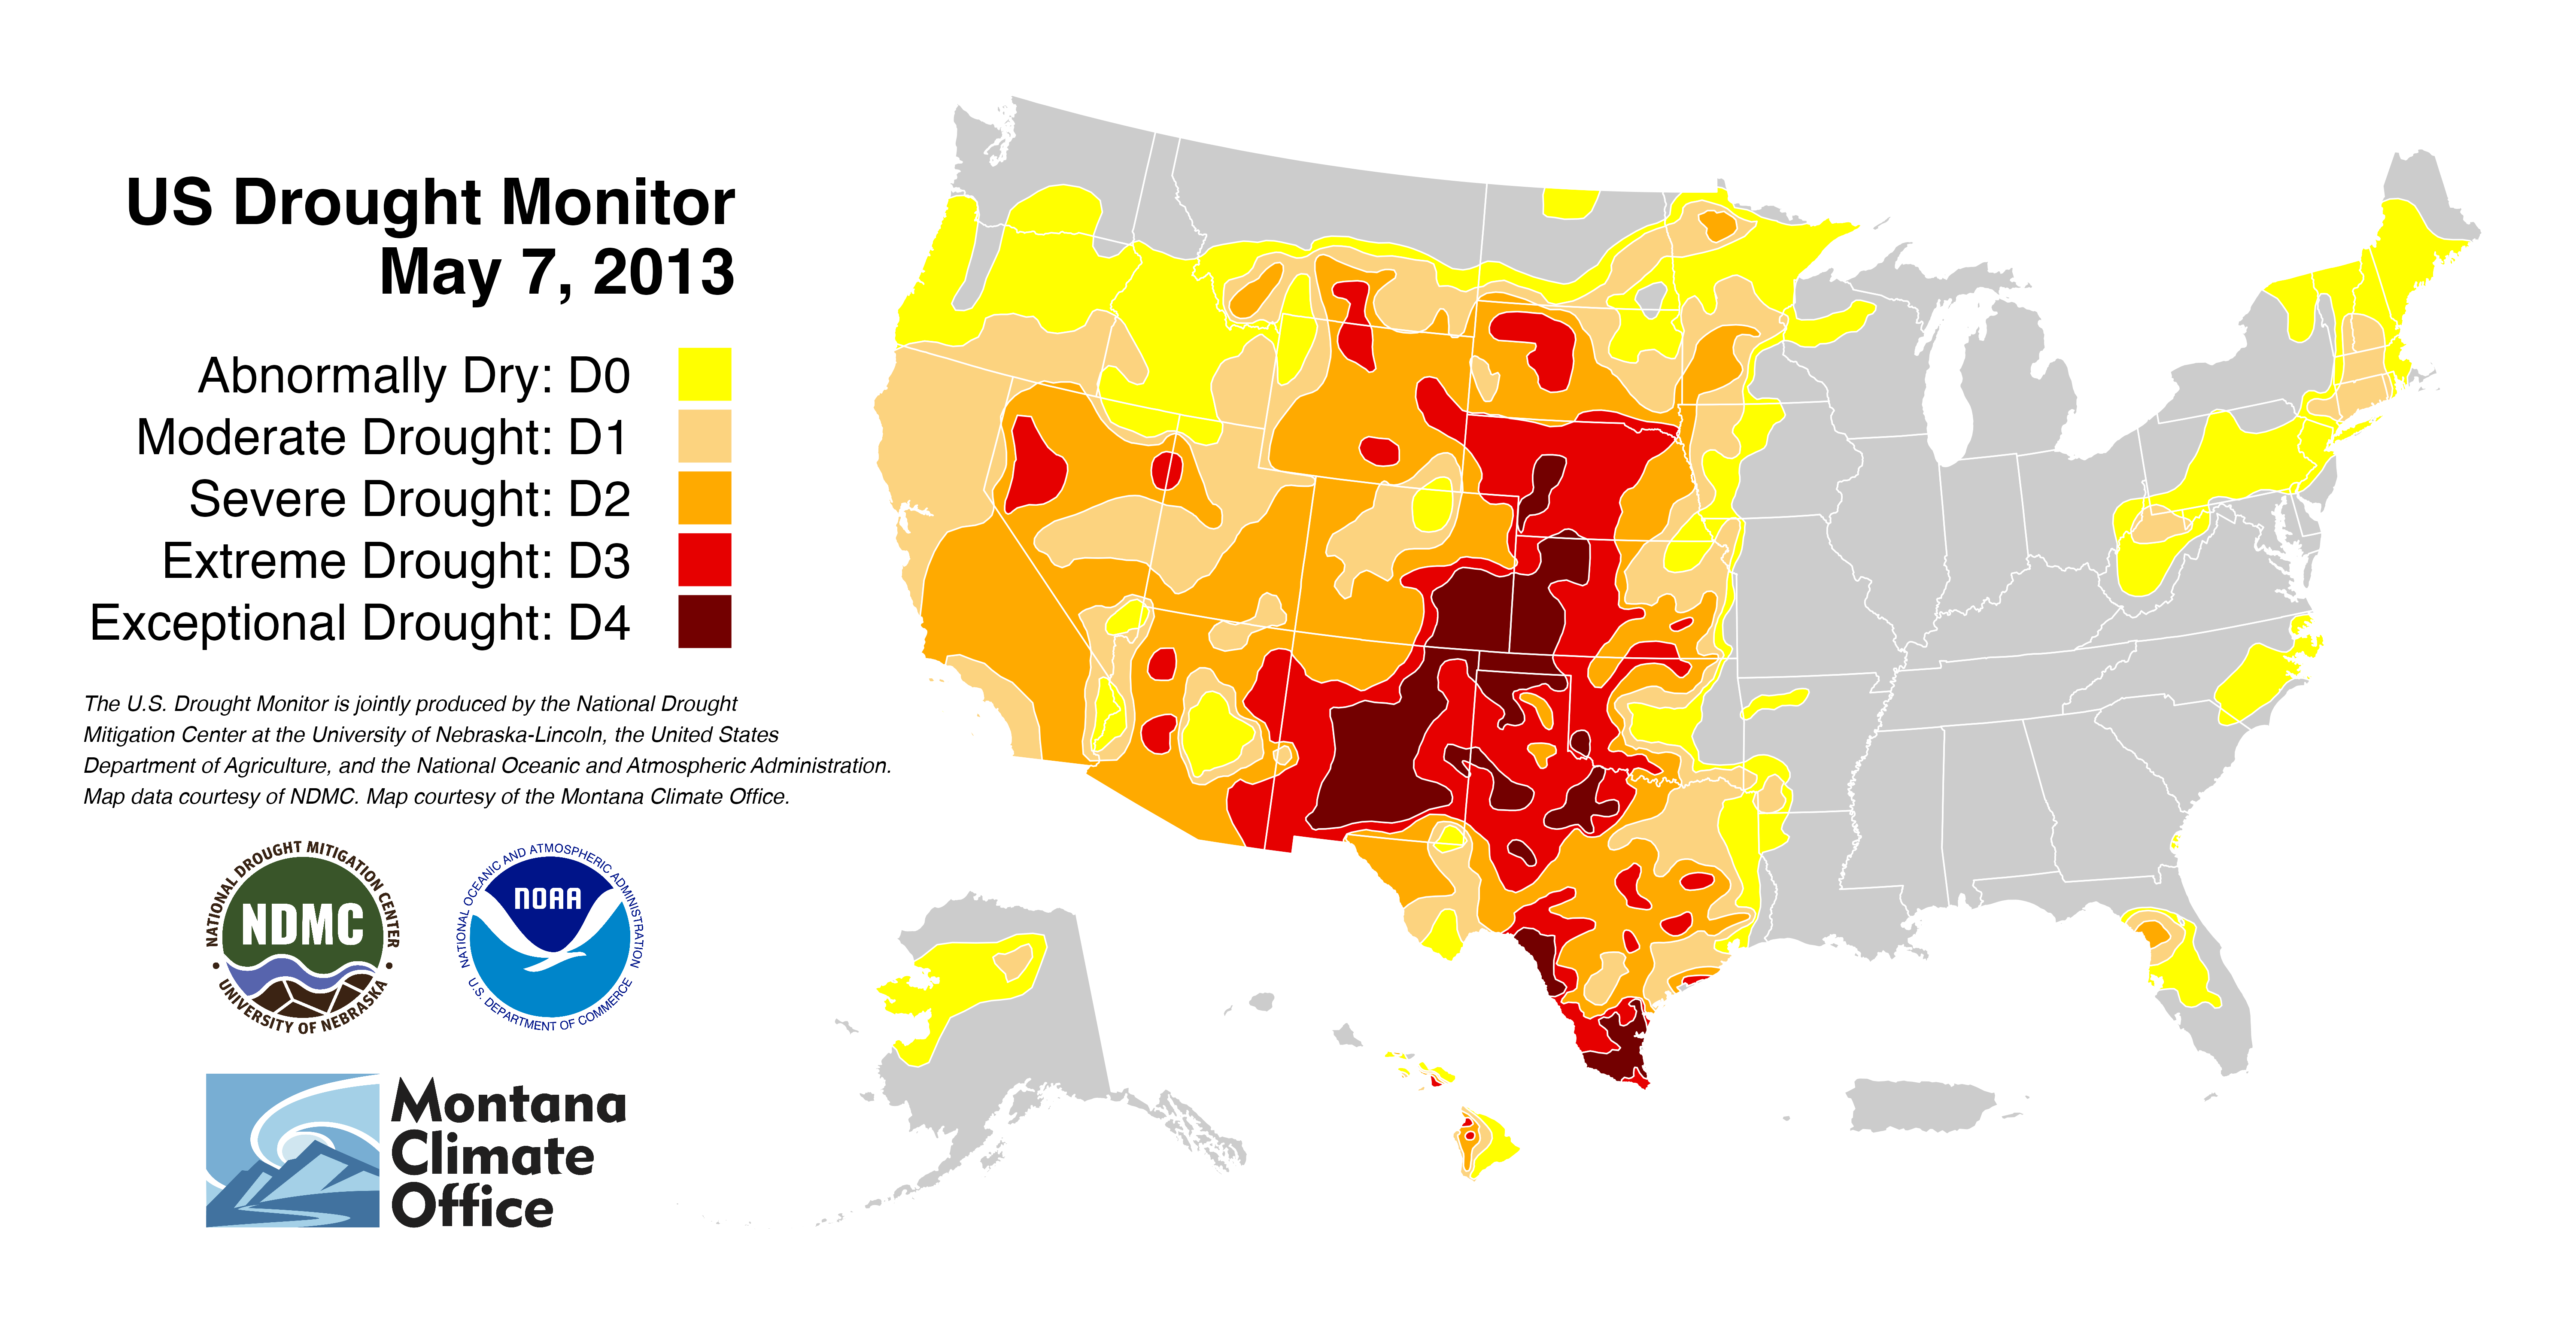 US Drought Monitor
May 7, 2013
Abnormally Dry: D0
Moderate Drought: D1
Severe Drought: D2
Extreme Drought: D3
Exceptional Drought: D4
The U.S. Drought Monitor is jointly produced by the National Drought
Mitigation Center at the University of Nebraska-Lincoln, the United States
Department of Agriculture, and the National Oceanic and Atmospheric Administration.
Map data courtesy of NDMC. Map courtesy of the Montana Climate Office.
NATIONAL DROUGHT MITIGATION CENTER
NDMC
• UNIVERSITY OF NEBRASKA •
NATIONAL OCEANIC AND ATMOSPHERIC ADMINISTRATION
NOAA
U.S. DEPARTMENT OF COMMERCE
Montana
Climate
Office